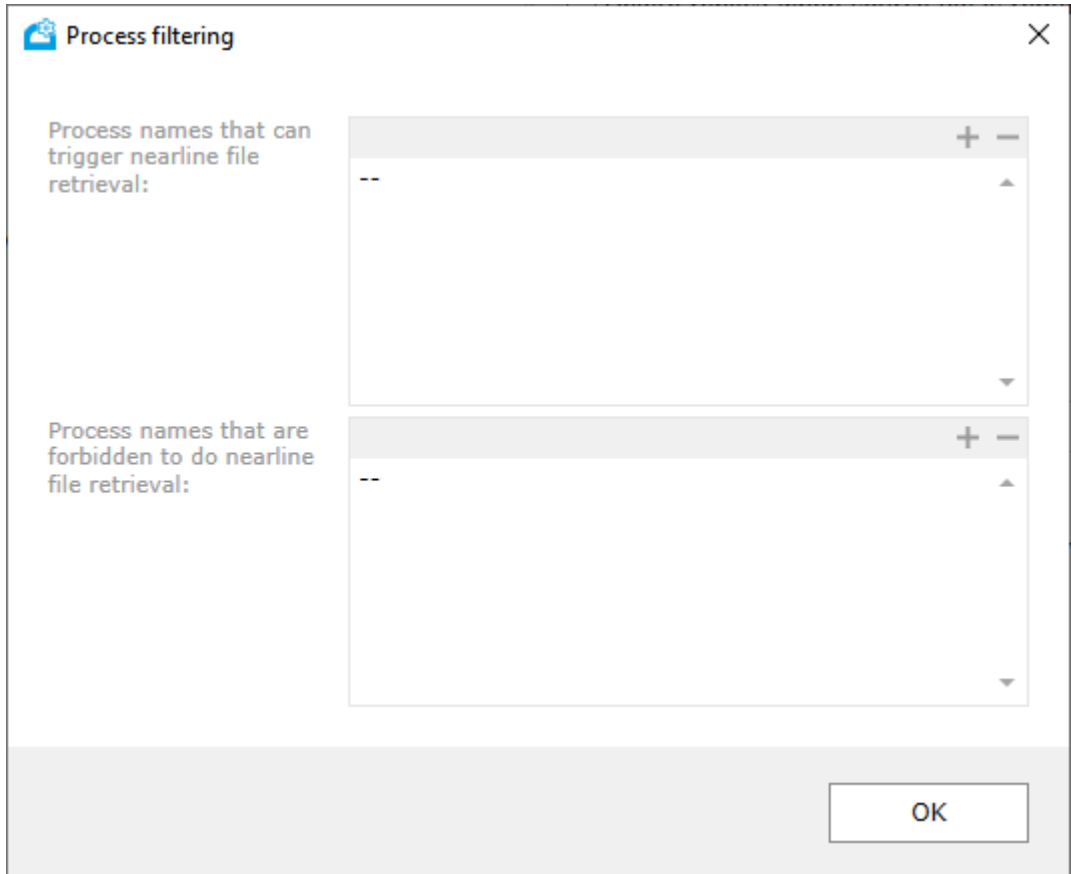 Process filtering
Process names that can
trigger nearline file
retrieval:
--
Process names that are
forbidden to do nearline
file retrieval:
--
OK